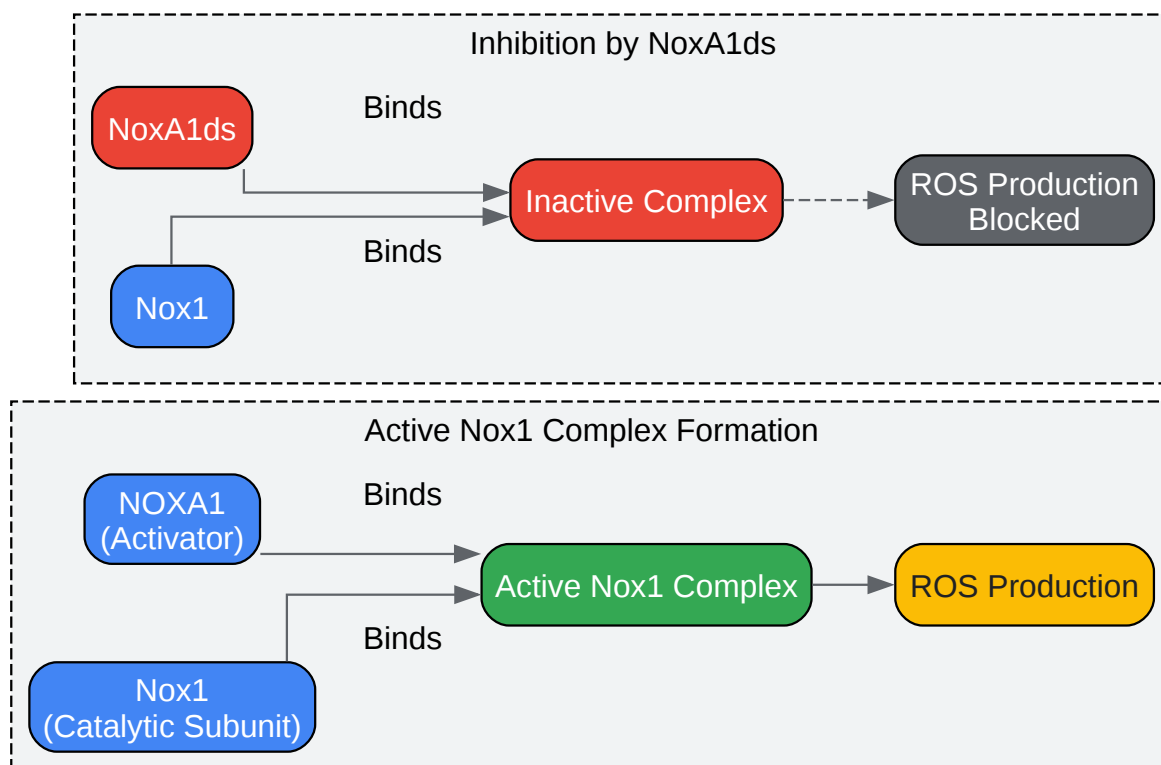 Inhibition by NoxA1ds
Binds
NoxA1ds
Inactive Complex
ROS Production
Blocked
Binds
Nox1
Active Nox1 Complex Formation
Binds
NOXA1
(Activator)
Active Nox1 Complex
ROS Production
Binds
Nox1
(Catalytic Subunit)